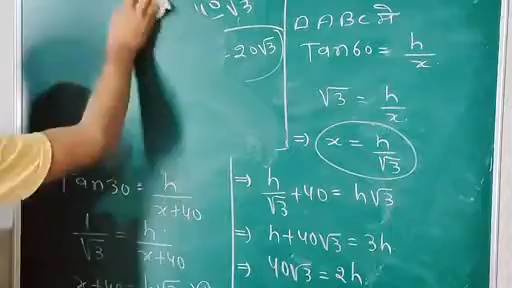 40√3
= 20√3
△ABC में
Tan60 = h/x
√3 = h/x
⇒ x = h/√3
Tan30 = h/(x+40)
1/√3 = h/(x+40)
x+40 = h√3
⇒ h/√3 + 40 = h√3
⇒ h+40√3 = 3h
⇒ 40√3 = 2h